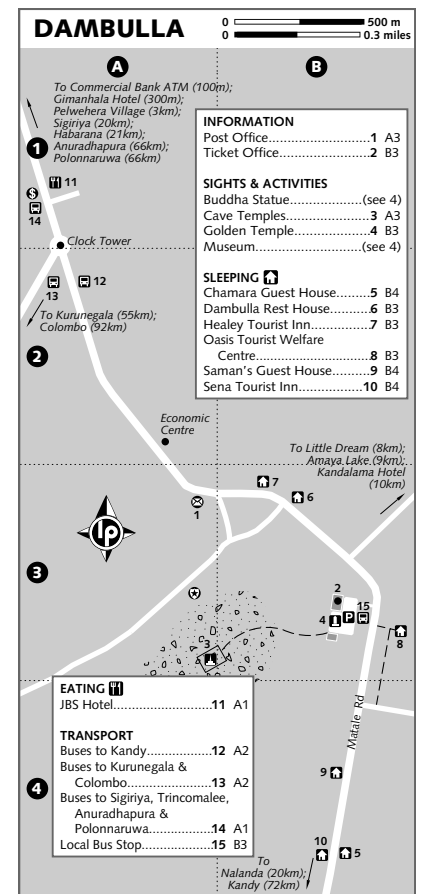 DAMBULLA
0 500 m
0 0.3 miles
A
B
To Commercial Bank ATM (100m);
Gimanhala Hotel (300m);
Pelwehera Village (3km);
Sigiriya (20km);
Habarana (21km);
Anuradhapura (66km);
Polonnaruwa (66km)
1
11
$
14
Clock Tower
13
12
To Kurunegala (55km);
Colombo (92km)
2
INFORMATION
Post Office....................1 A3
Ticket Office..................2 B3
SIGHTS & ACTIVITIES
Buddha Statue................(see 4)
Cave Temples..................3 A3
Golden Temple.................4 B3
Museum........................(see 4)
SLEEPING
Chamara Guest House.........5 B4
Dambulla Rest House..........6 B3
Healey Tourist Inn............7 B3
Oasis Tourist Welfare
Centre........................8 B3
Saman's Guest House..........9 B4
Sena Tourist Inn..............10 B4
Economic
Centre
To Little Dream (8km);
Amaya Lake (9km);
Kandalama Hotel
(10km)
7
6
1
lp
3
2
15
4
P
8
3
Matale Rd
EATING
JBS Hotel.....................11 A1
TRANSPORT
Buses to Kandy................12 A2
Buses to Kurunegala &
Colombo.......................13 A2
Buses to Sigiriya, Trincomalee,
Anuradhapura &
Polonnaruwa...................14 A1
Local Bus Stop................15 B3
4
9
10
5
To
Nalanda (20km);
Kandy (72km)